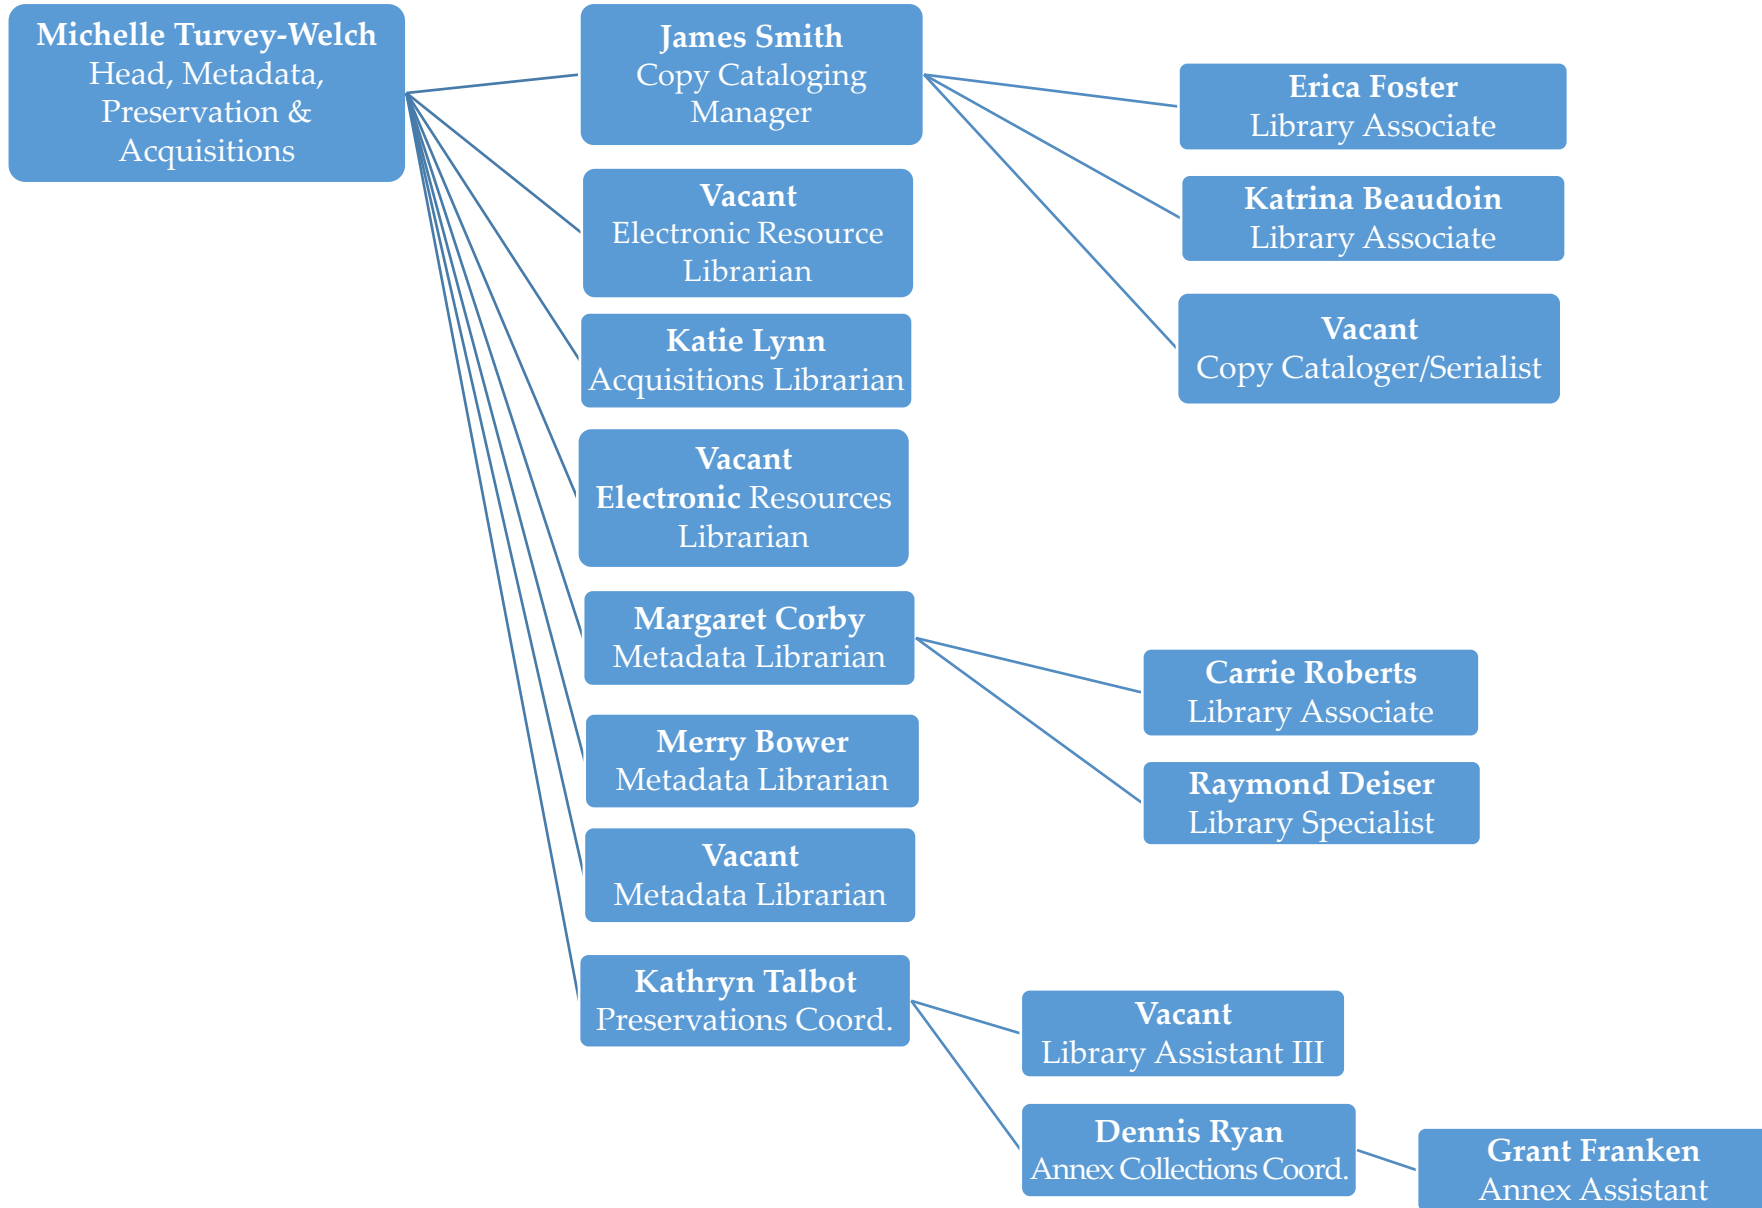 Michelle Turvey-Welch
Head, Metadata,
Preservation &
Acquisitions
James Smith
Copy Cataloging
Manager
Erica Foster
Library Associate
Katrina Beaudoin
Library Associate
Vacant
Copy Cataloger/Serialist
Vacant
Electronic Resource
Librarian
Katie Lynn
Acquisitions Librarian
Vacant
Electronic Resources
Librarian
Margaret Corby
Metadata Librarian
Carrie Roberts
Library Associate
Raymond Deiser
Library Specialist
Merry Bower
Metadata Librarian
Vacant
Metadata Librarian
Kathryn Talbot
Preservations Coord.
Vacant
Library Assistant III
Dennis Ryan
Annex Collections Coord.
Grant Franken
Annex Assistant